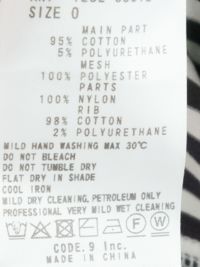 SIZE 0
MAIN PART
95% COTTON
5% POLYURETHANE
MESH
100% POLYESTER
PARTS
100% NYLON
RIB
98% COTTON
2% POLYURETHANE
MILD HAND WASHING MAX 30℃
DO NOT BLEACH
DO NOT TUMBLE DRY
FLAT DRY IN SHADE
COOL IRON
MILD DRY CLEANING, PETROLEUM ONLY
PROFESSIONAL VERY MILD WET CLEANING
F W
CODE.9 Inc.
MADE IN CHINA